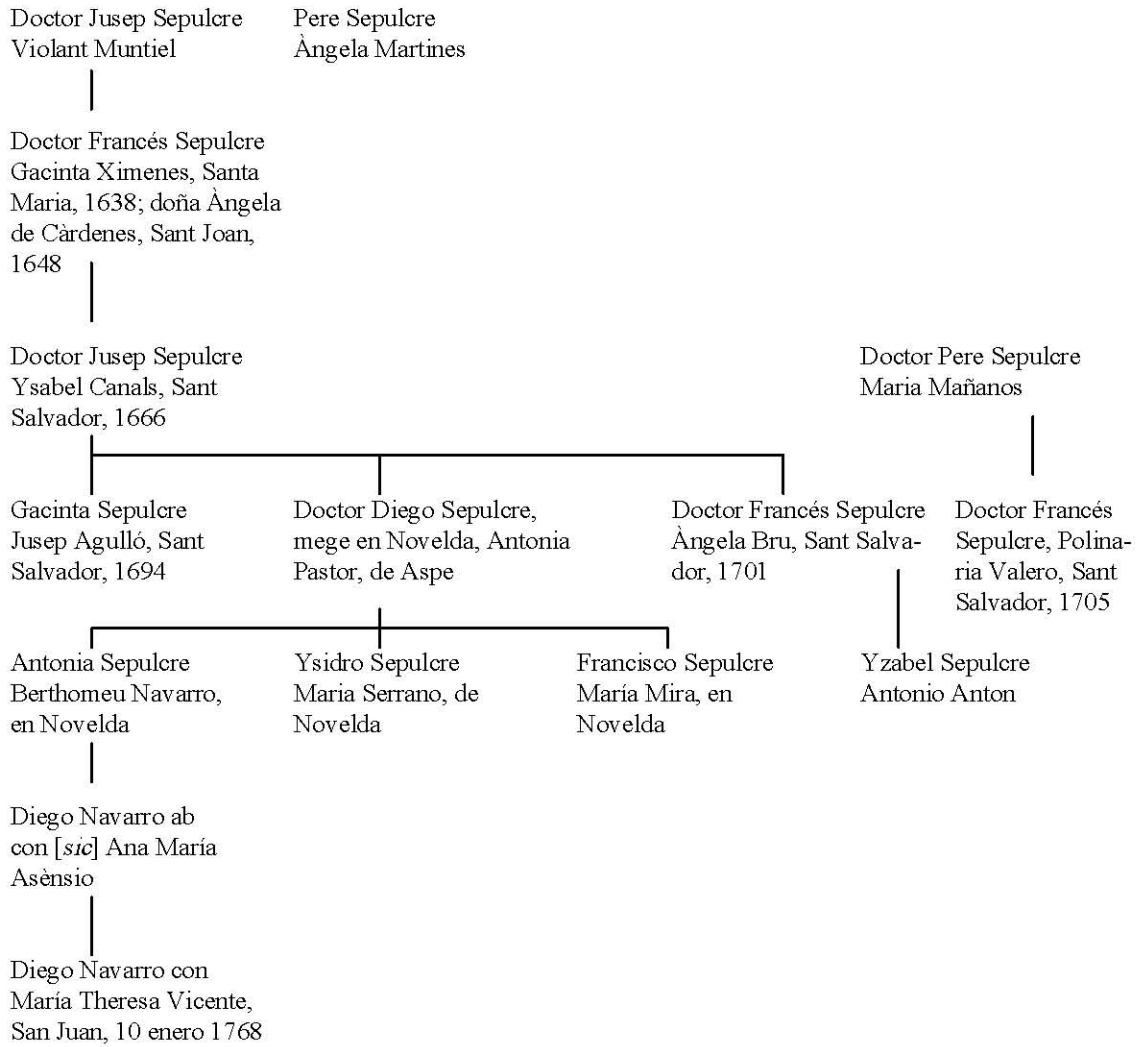 Doctor Jusep Sepulcre
Violant Muntiel
Pere Sepulcre
Àngela Martines
Doctor Francés Sepulcre
Gacinta Ximenes, Santa
Maria, 1638; doña Àngela
de Càrdenes, Sant Joan,
1648
Doctor Jusep Sepulcre
Ysabel Canals, Sant
Salvador, 1666
Doctor Pere Sepulcre
Maria Mañanos
Gacinta Sepulcre
Jusep Agulló, Sant
Salvador, 1694
Doctor Diego Sepulcre,
mege en Novelda, Antonia
Pastor, de Aspe
Doctor Francés Sepulcre
Àngela Bru, Sant Salva-
dor, 1701
Doctor Francés
Sepulcre, Polina-
ria Valero, Sant
Salvador, 1705
Antonia Sepulcre
Berthomeu Navarro,
en Novelda
Ysidro Sepulcre
Maria Serrano, de
Novelda
Francisco Sepulcre
María Mira, en
Novelda
Yzabel Sepulcre
Antonio Anton
Diego Navarro ab
con [sic] Ana María
Asènsio
Diego Navarro con
María Theresa Vicente,
San Juan, 10 enero 1768